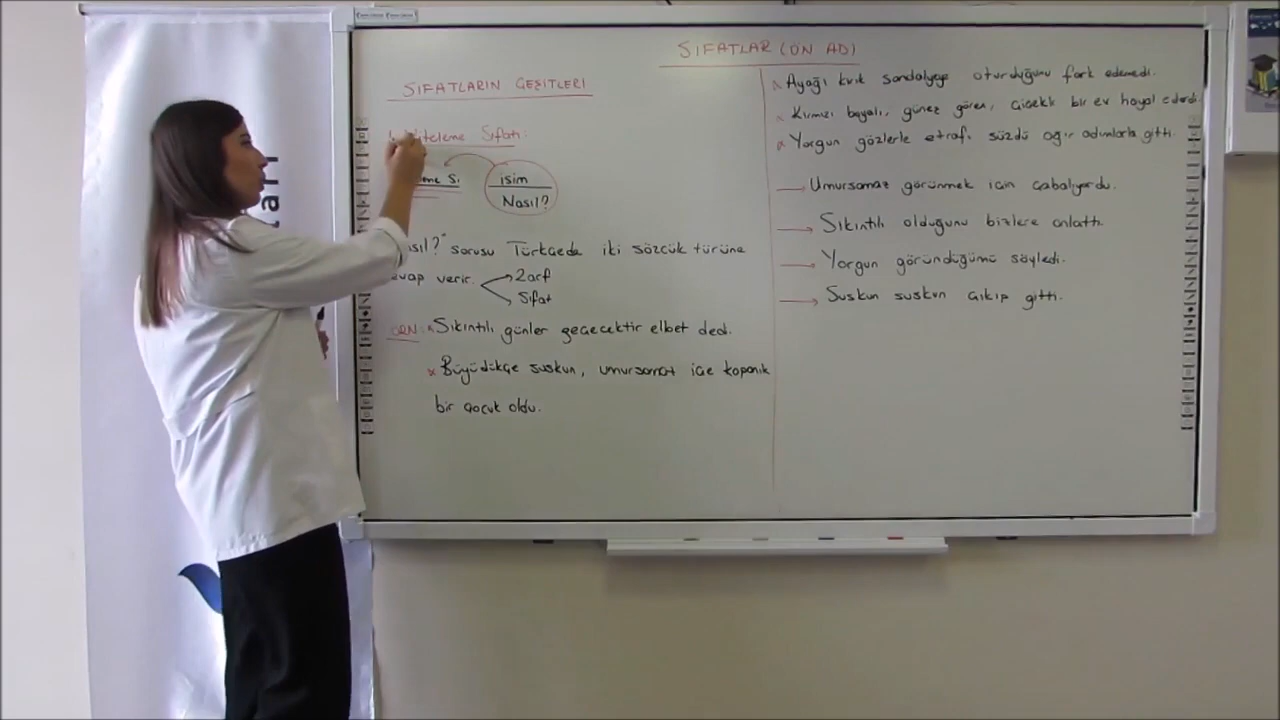 SIFATLAR (ÖN AD)
SIFATLARIN ÇEŞİTLERİ
Sıfatı:
S. isim
Nasıl?
sorusu Türkçede iki sözcük türüne
verir. Zarf
Sıfat
ÖRN: Sıkıntılı günler geçecektir elbet dedi.
x Büyüdükçe suskun, umursamaz içe kapanık
bir çocuk oldu.
x Ayağı kırık sandalyeye oturduğunu fark edemedi.
x Kırmızı boyalı, güneş gören, çiçekli bir ev hayal ederdi.
x Yorgun gözlerle etrafı süzdü ağır adımlarla gitti.
Umursamaz görünmek için çabalıyordu.
Sıkıntılı olduğunu bizlere anlattı.
Yorgun göründüğümü söyledi.
Suskun suskun çıkıp gitti.